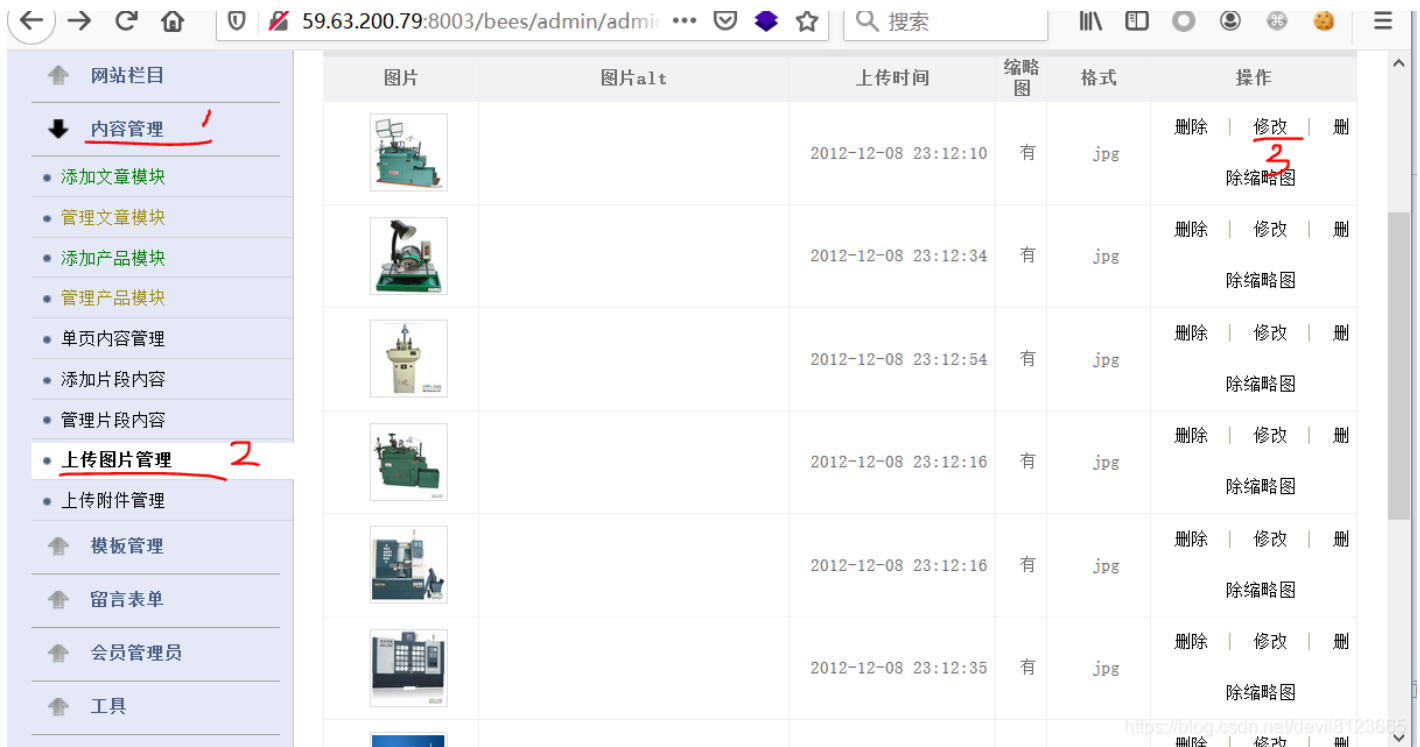 59.63.200.79:8003/bees/admin/admi
搜索
网站栏目
内容管理 1
添加文章模块
管理文章模块
添加产品模块
管理产品模块
单页内容管理
添加片段内容
管理片段内容
上传图片管理 2
上传附件管理
模板管理
留言表单
会员管理员
工具
图片 图片alt 上传时间 缩略图 格式 操作
2012-12-08 23:12:10 有 jpg 删除 | 修改 | 删
3
除缩略图
2012-12-08 23:12:34 有 jpg 删除 | 修改 | 删
除缩略图
2012-12-08 23:12:54 有 jpg 删除 | 修改 | 删
除缩略图
2012-12-08 23:12:16 有 jpg 删除 | 修改 | 删
除缩略图
2012-12-08 23:12:16 有 jpg 删除 | 修改 | 删
除缩略图
2012-12-08 23:12:35 有 jpg 删除 | 修改 | 删
除缩略图
删除 | 修改 | 删
https://blog.csdn.net/devil8123665